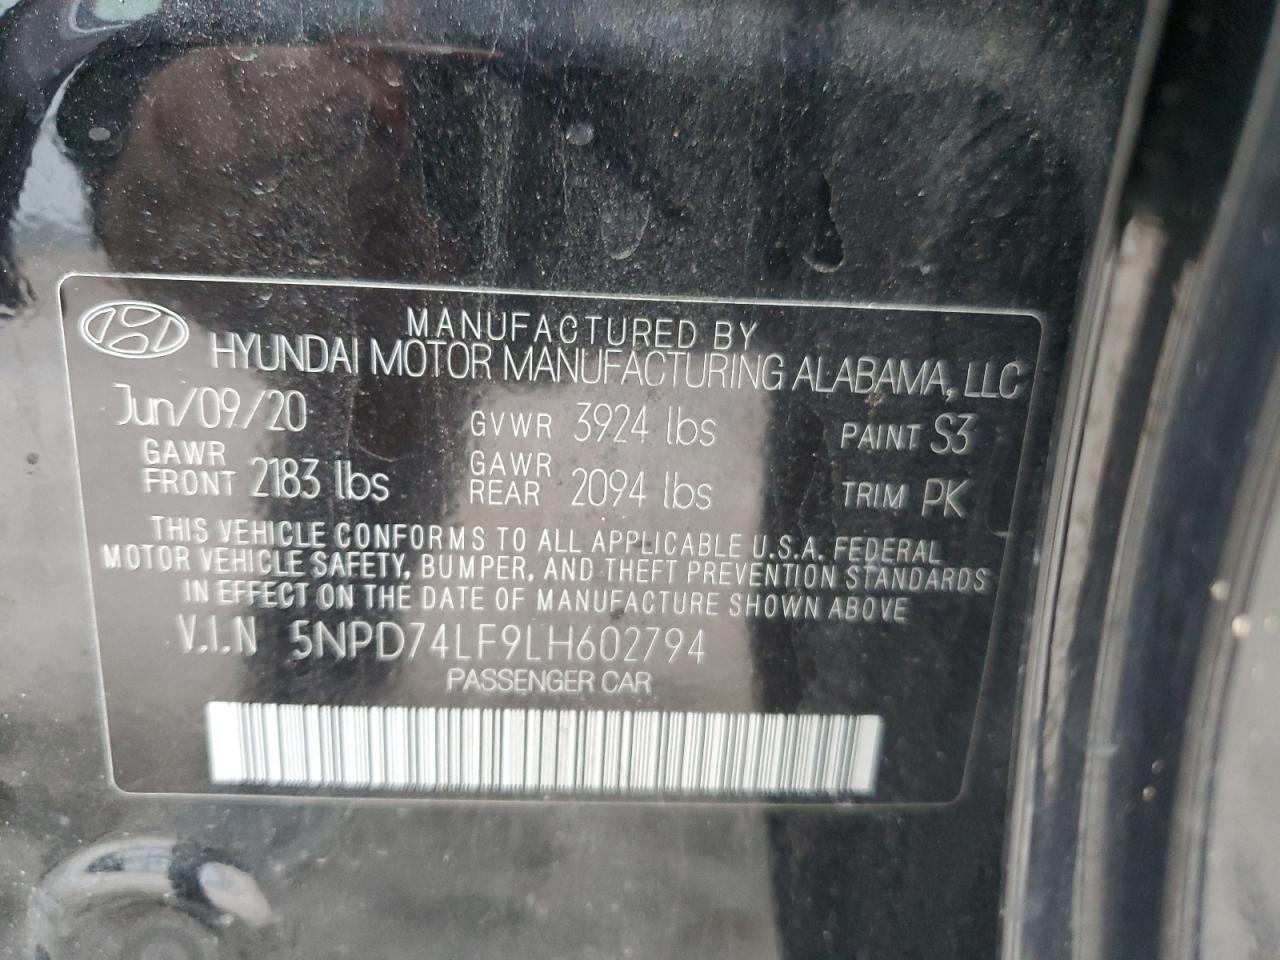 MANUFACTURED BY
HYUNDAI MOTOR MANUFACTURING ALABAMA, LLC
Jun/09/20 GVWR 3924 lbs PAINT S3
GAWR FRONT 2183 lbs GAWR REAR 2094 lbs TRIM PK
THIS VEHICLE CONFORMS TO ALL APPLICABLE U.S.A. FEDERAL
MOTOR VEHICLE SAFETY, BUMPER, AND THEFT PREVENTION STANDARDS
IN EFFECT ON THE DATE OF MANUFACTURE SHOWN ABOVE
V.I.N 5NPD74LF9LH602794
PASSENGER CAR